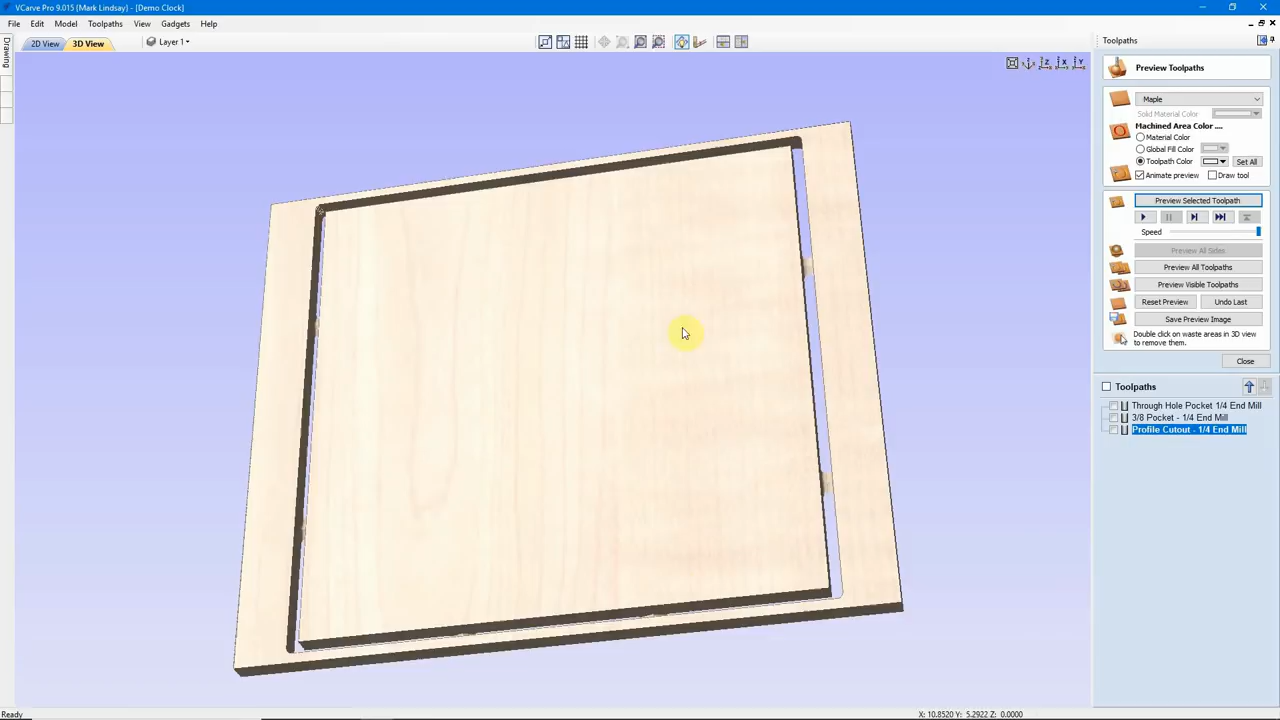 VCarve Pro 9.015 {Mark Lindsay} - [Demo Clock]
File Edit Model Toolpaths View Gadgets Help
2D View 3D View Layer 1
Drawing
Toolpaths
Preview Toolpaths
Maple
Solid Material Color
Machined Area Color ....
Material Color
Global Fill Color
Toolpath Color Set All
Animate preview Draw tool
Preview Selected Toolpath
Speed
Preview All Sides
Preview All Toolpaths
Preview Visible Toolpaths
Reset Preview Undo Last
Save Preview Image
Double click on waste areas in 3D view
to remove them.
Close
Toolpaths
Through Hole Pocket 1/4 End Mill
3/8 Pocket - 1/4 End Mill
Profile Cutout - 1/4 End Mill
Z X Y
Ready
X: 10.8520 Y: 5.2922 Z: 0.0000